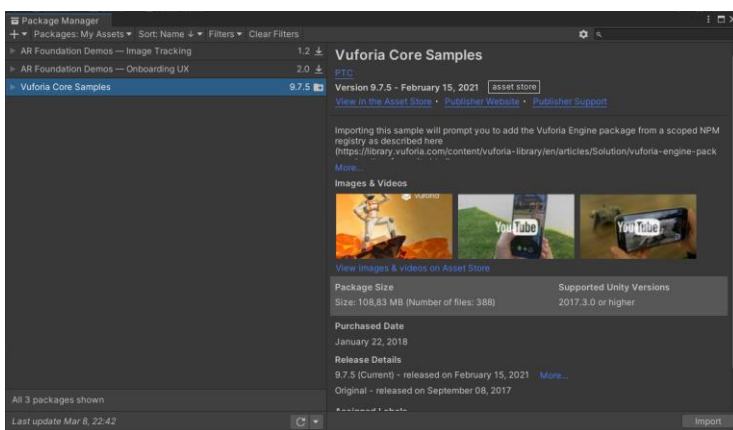 Package Manager
+ Packages: My Assets Sort: Name ↓ Filters Clear Filters
AR Foundation Demos — Image Tracking 1.2
AR Foundation Demos — Onboarding UX 2.0
Vuforia Core Samples 9.7.5
Vuforia Core Samples
PTC
Version 9.7.5 - February 15, 2021 asset store
View in the Asset Store • Publisher Website • Publisher Support
Importing this sample will prompt you to add the Vuforia Engine package from a scoped NPM
registry as described here
(https://library.vuforia.com/content/vuforia-library/en/articles/Solution/vuforia-engine-pack
More...
Images & Videos
vuforia
YouTube
YouTube
View images & videos on Asset Store
Package Size Supported Unity Versions
Size: 108,83 MB (Number of files: 388) 2017.3.0 or higher
Purchased Date
January 22, 2018
Release Details
9.7.5 (Current) - released on February 15, 2021 More...
Original - released on September 08, 2017
Assigned Labels
All 3 packages shown
Last update Mar 8, 22:42
Import